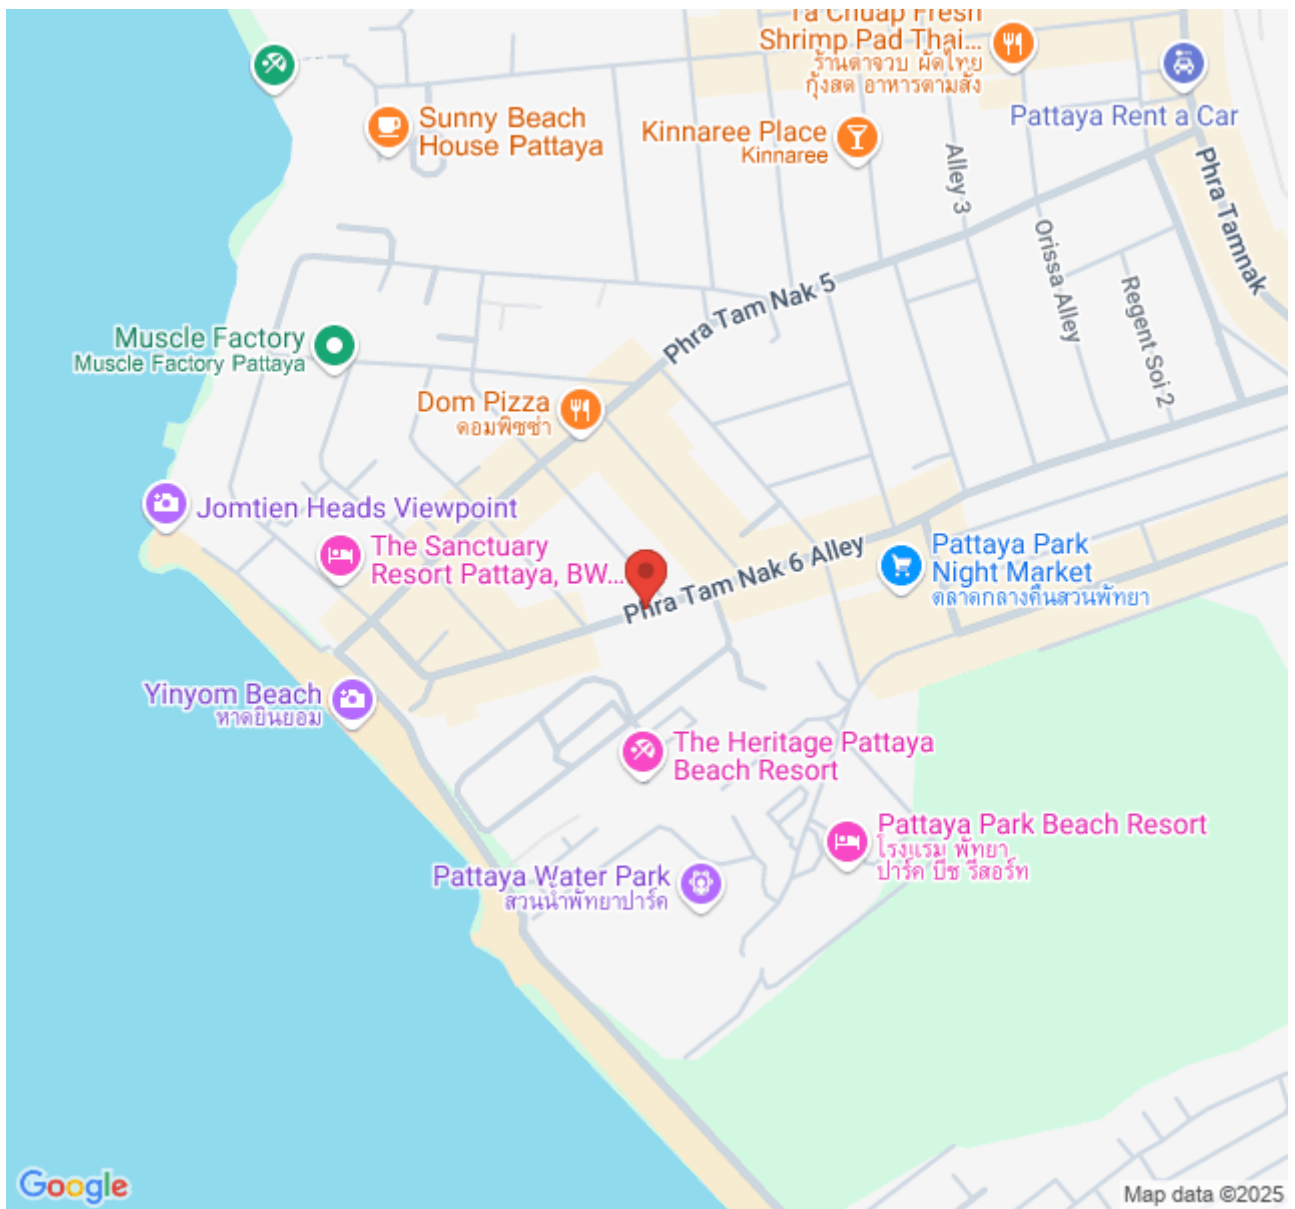 Ta Chuap Fresh
Shrimp Pad Thai...
ร้านตาจวบ ผัดไทย
กุ้งสด อาหารตามสั่ง
Pattaya Rent a Car
Sunny Beach
House Pattaya
Kinnaree Place
Kinnaree
Alley 3
Phra Tamnak
Orissa Alley
Regent Soi 2
Phra Tam Nak 5
Muscle Factory
Muscle Factory Pattaya
Dom Pizza
ดอมพิซซ่า
Jomtien Heads Viewpoint
The Sanctuary
Resort Pattaya, BW...
Phra Tam Nak 6 Alley
Pattaya Park
Night Market
ตลาดกลางคืนสวนพัทยา
Yinyom Beach
หาดยินยอม
The Heritage Pattaya
Beach Resort
Pattaya Park Beach Resort
โรงแรม พัทยา
ปาร์ค บีช รีสอร์ท
Pattaya Water Park
สวนน้ำพัทยาปาร์ค
Google
Map data ©2025